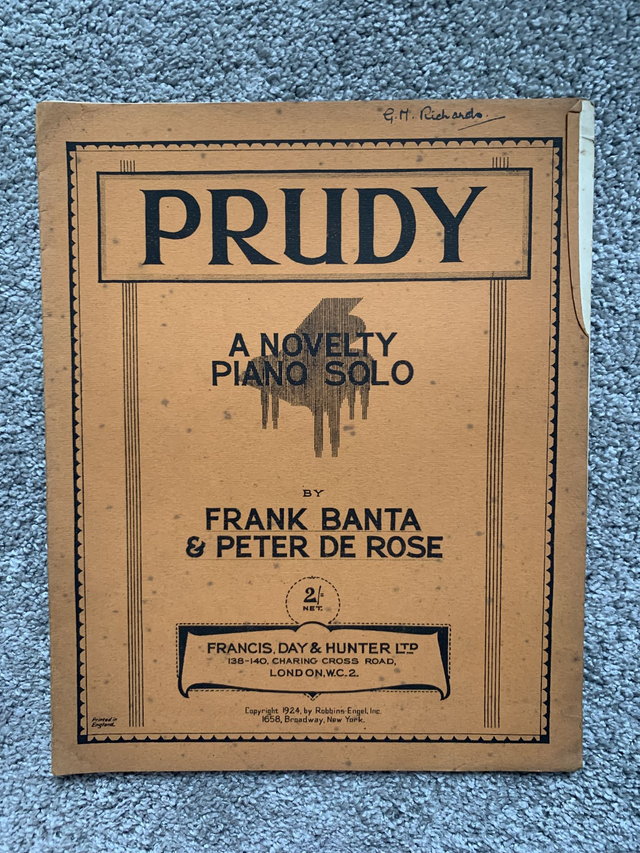 G.H. Richards.
PRUDY
A NOVELTY
PIANO SOLO
BY
FRANK BANTA
& PETER DE ROSE
2/-
NET.
FRANCIS, DAY & HUNTER LTD
138-140, CHARING CROSS ROAD,
LONDON, W.C.2.
Copyright 1924, by Robbins-Engel, Inc.
1658, Broadway, New York.
Printed in
England.